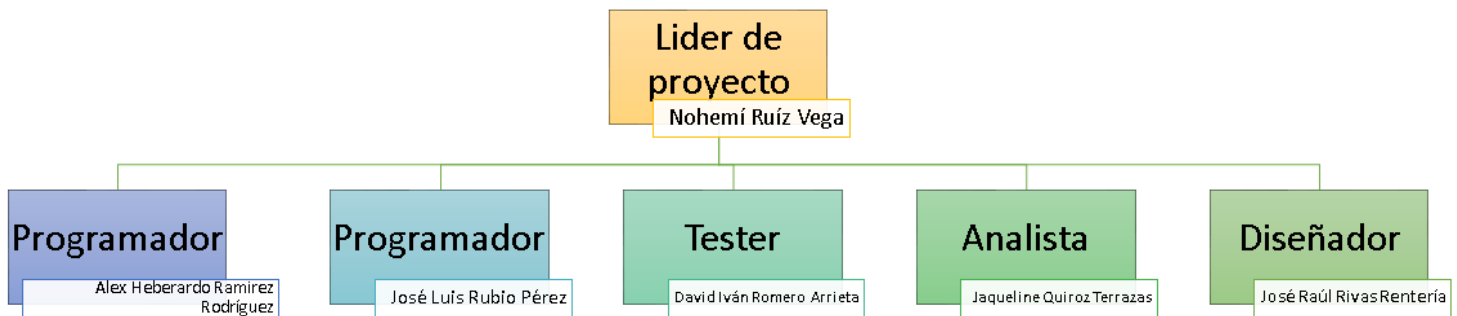 Lider de
proyecto
Nohemí Ruíz Vega
Programador
Alex Heberardo Ramirez
Rodríguez
Programador
José Luis Rubio Pérez
Tester
David Iván Romero Arrieta
Analista
Jaqueline Quiroz Terrazas
Diseñador
José Raúl Rivas Rentería